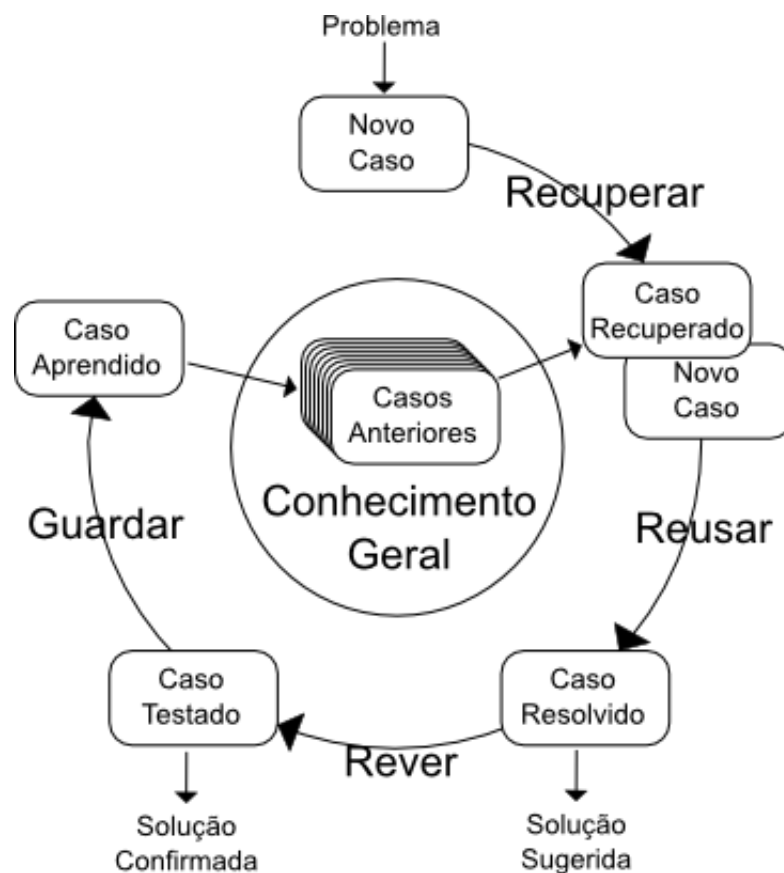 Problema
Novo
Caso
Recuperar
Caso
Recuperado
Novo
Caso
Caso
Aprendido
Casos
Anteriores
Conhecimento
Geral
Guardar
Reusar
Caso
Testado
Caso
Resolvido
Rever
Solução
Confirmada
Solução
Sugerida